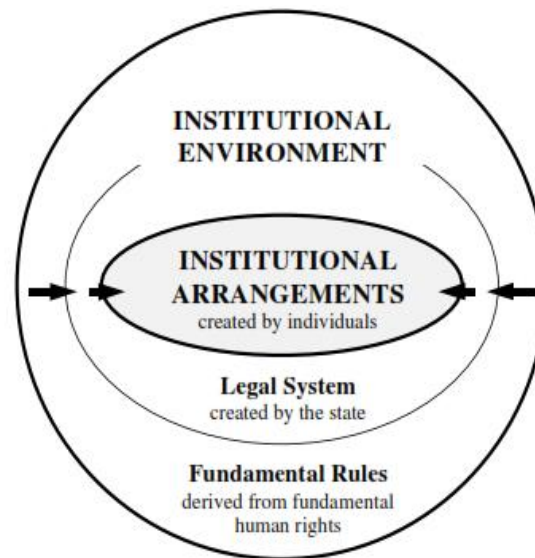 INSTITUTIONAL
ENVIRONMENT
INSTITUTIONAL
ARRANGEMENTS
created by individuals
Legal System
created by the state
Fundamental Rules
derived from fundamental
human rights